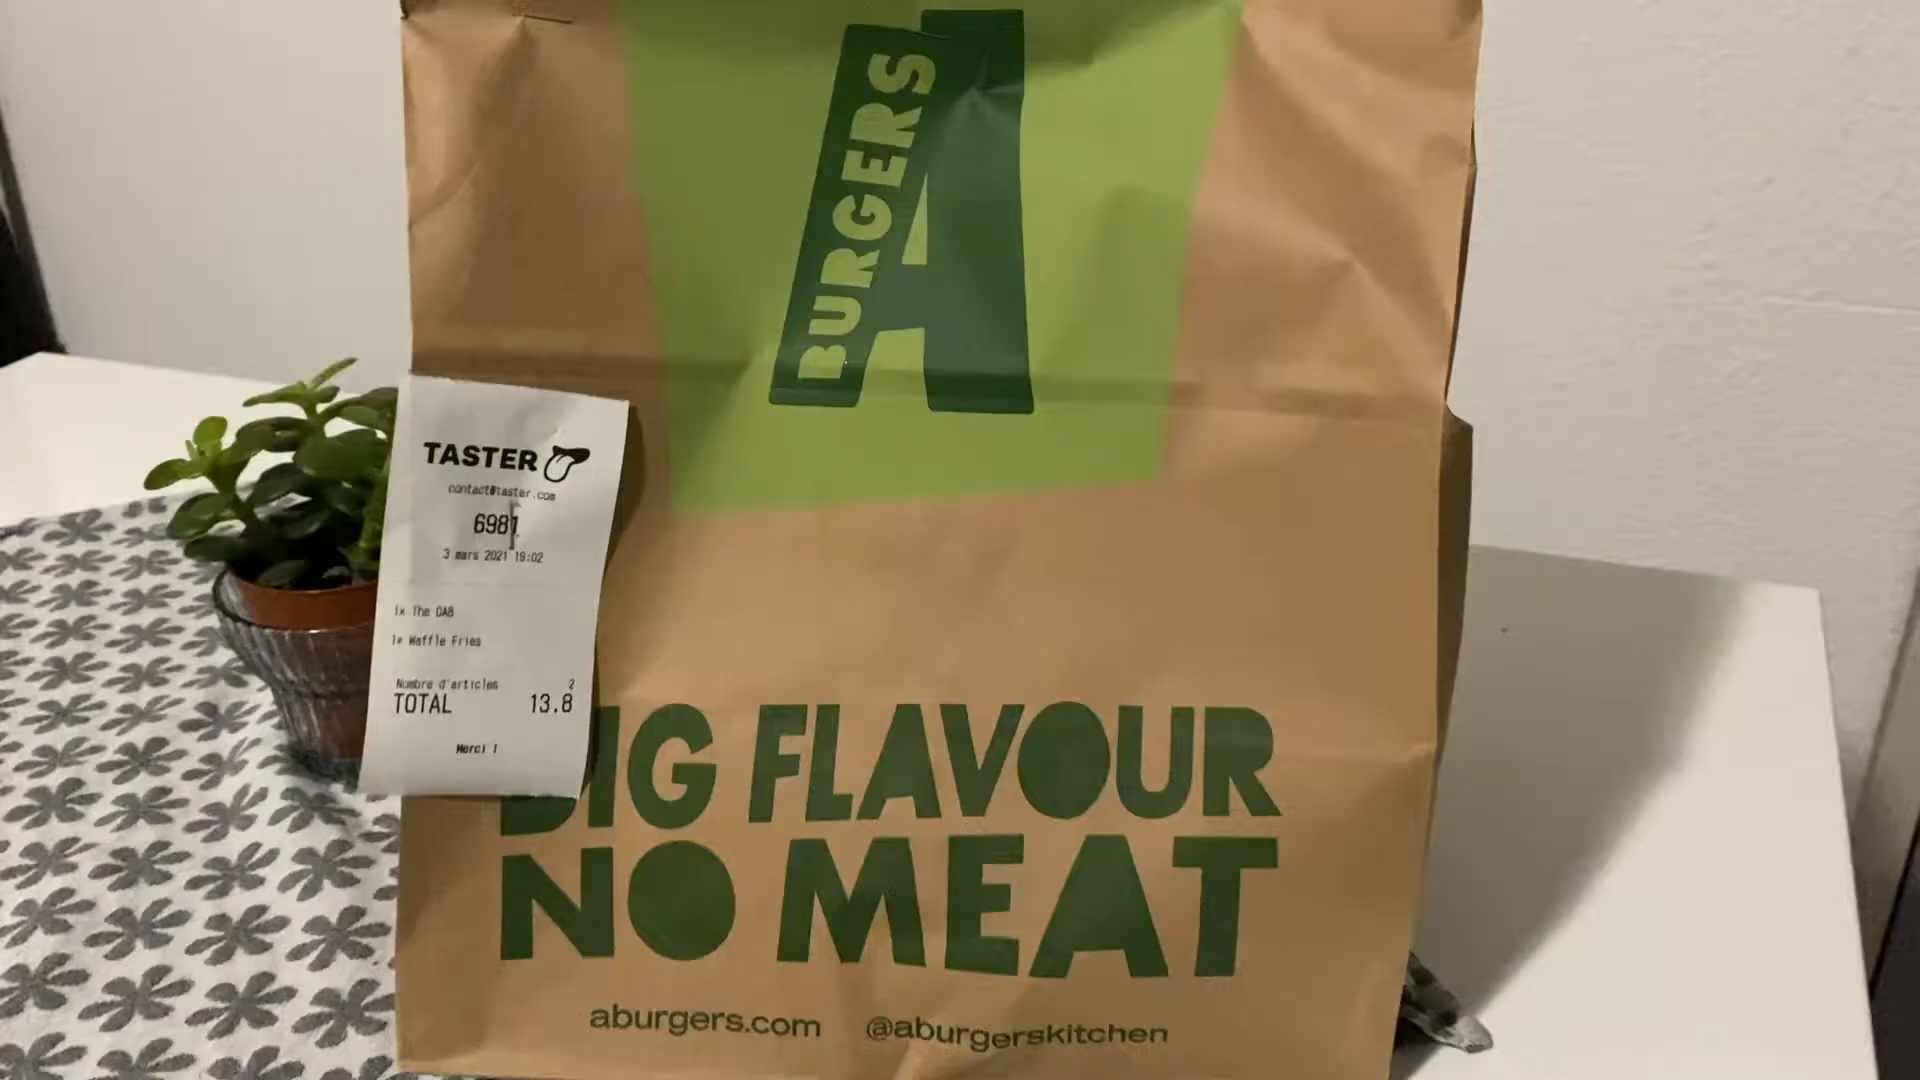 BURGERS
A
TASTER
contact@taster.com
6981
3 mars 2021 19:02
1x The OAB
1x Waffle Fries
Nombre d'articles 2
TOTAL 13.8
Merci !
BIG FLAVOUR
NO MEAT
aburgers.com @aburgerskitchen